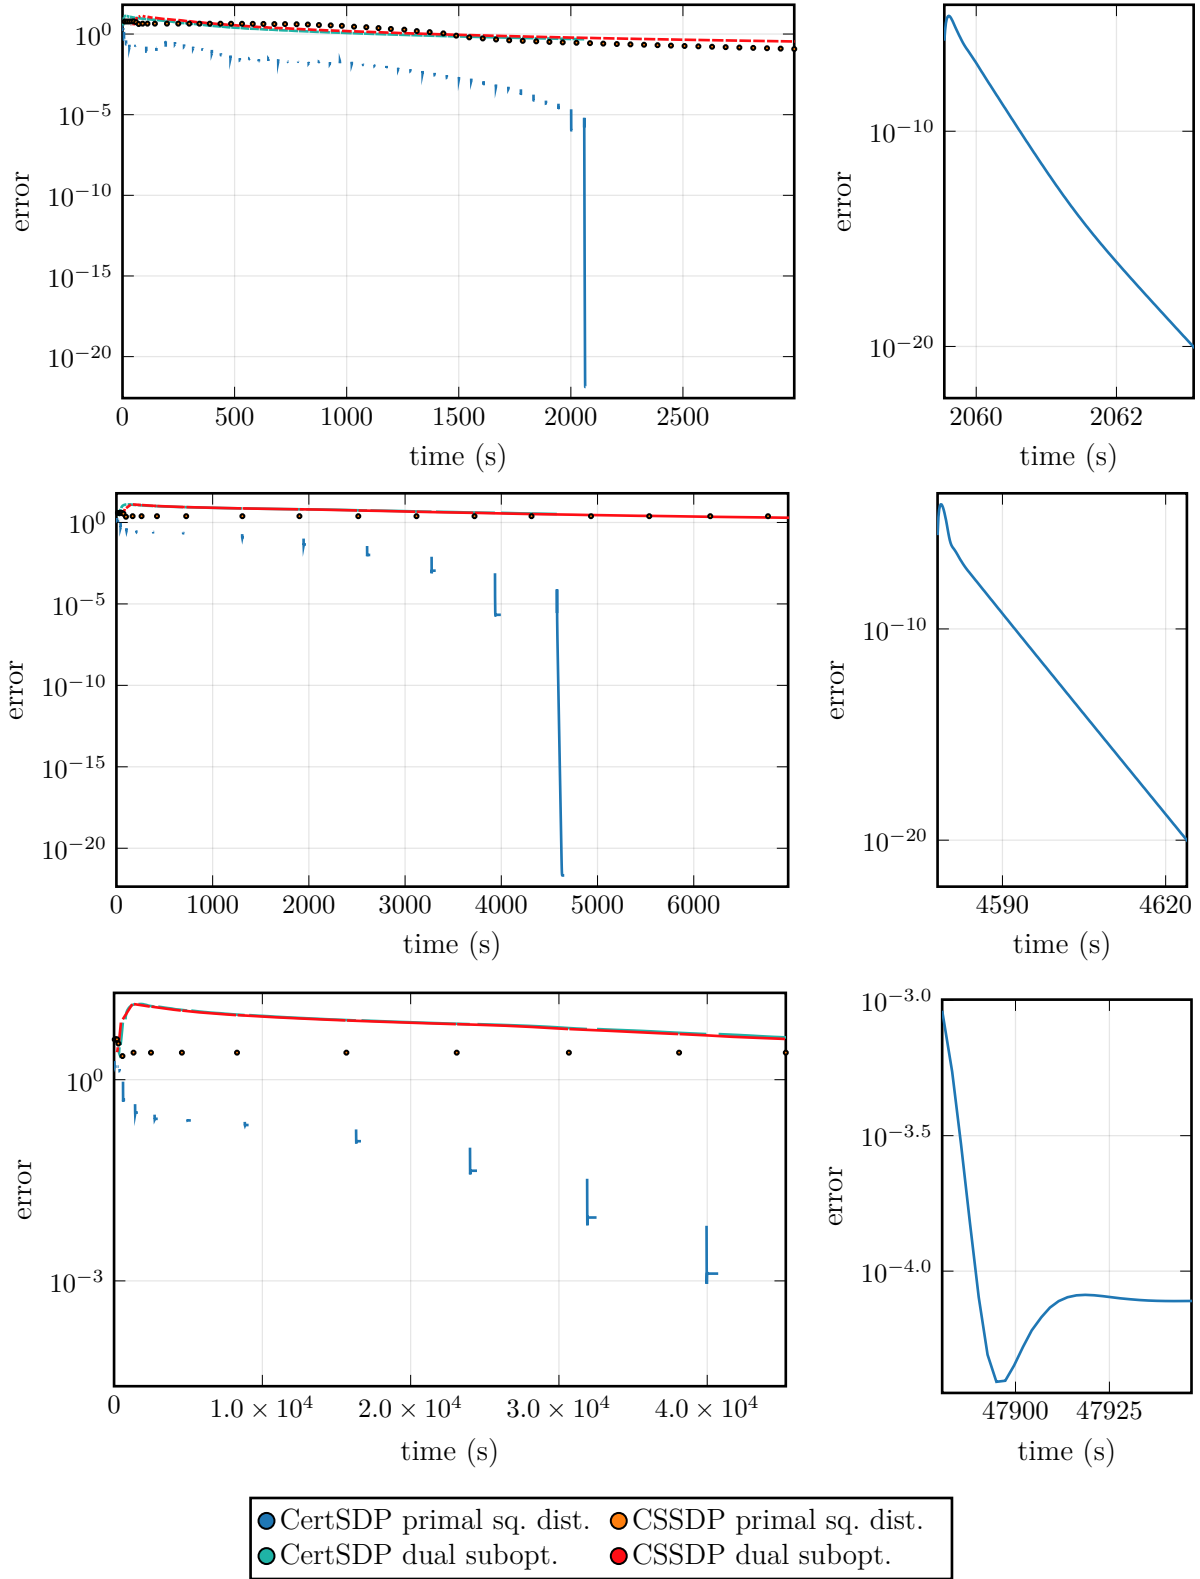 10^0
10^−5
10^−10
10^−15
10^−20
error
0 500 1000 1500 2000 2500
time (s)
10^−10
10^−20
error
2060 2062
time (s)
10^0
10^−5
10^−10
10^−15
10^−20
error
0 1000 2000 3000 4000 5000 6000
time (s)
10^−10
10^−20
error
4590 4620
time (s)
10^0
10^−3
error
0 1.0 × 10^4 2.0 × 10^4 3.0 × 10^4 4.0 × 10^4
time (s)
10^−3.0
10^−3.5
10^−4.0
error
47900 47925
time (s)
CertSDP primal sq. dist. CSSDP primal sq. dist.
CertSDP dual subopt. CSSDP dual subopt.